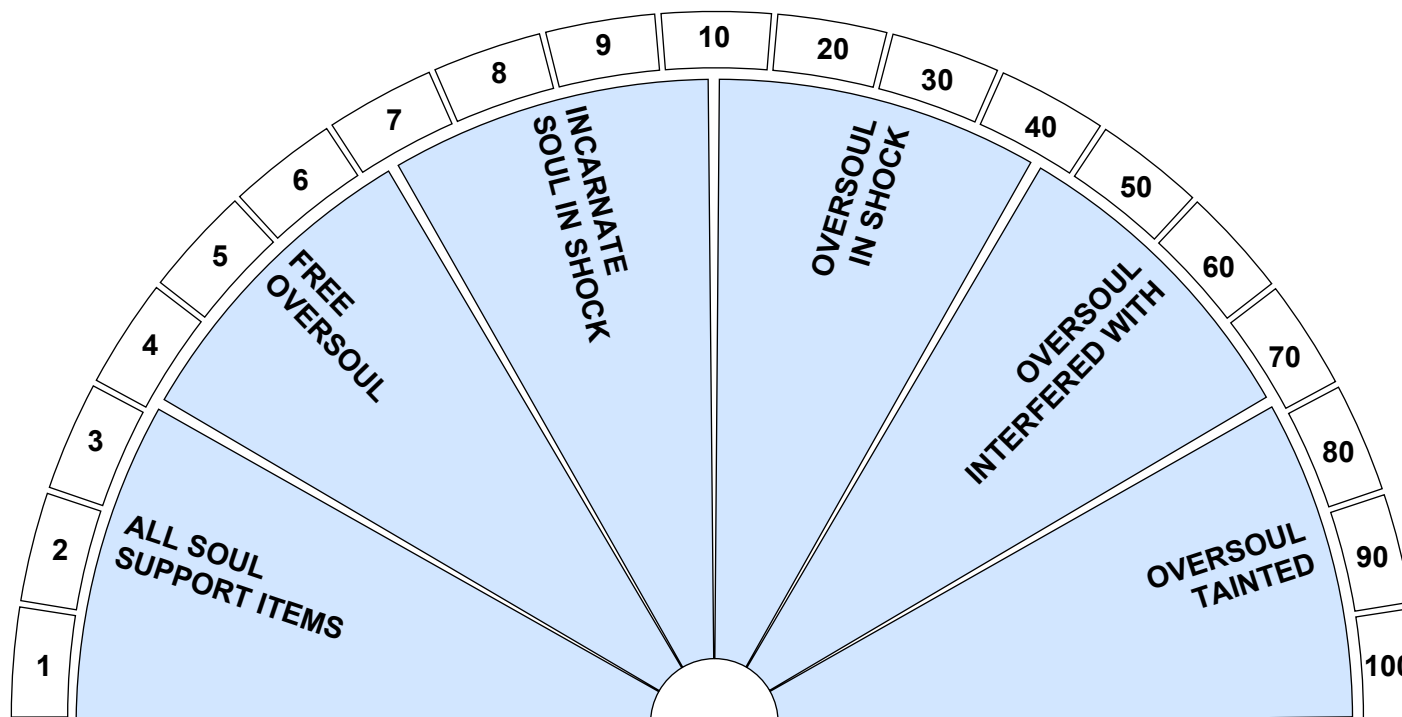 1
2
3
4
5
6
7
8
9
10
20
30
40
50
60
70
80
90
100
ALL SOUL
SUPPORT ITEMS
FREE
OVERSOUL
INCARNATE
SOUL IN SHOCK
OVERSOUL
IN SHOCK
OVERSOUL
INTERFERED WITH
OVERSOUL
TAINTED